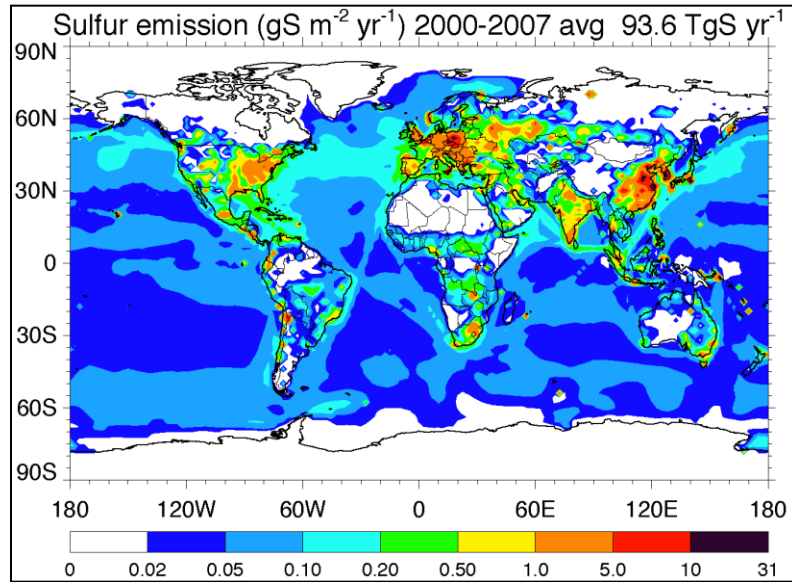 Sulfur emission (gS m-2 yr-1) 2000-2007 avg 93.6 TgS yr-1
90N
60N
30N
0
30S
60S
90S
180 120W 60W 0 60E 120E 180
0 0.02 0.05 0.10 0.20 0.50 1.0 5.0 10 31